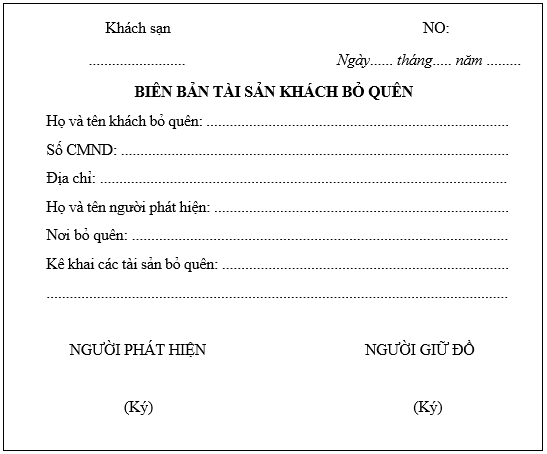 Khách sạn NO:
......................... Ngày...... tháng..... năm .........
BIÊN BẢN TÀI SẢN KHÁCH BỎ QUÊN
Họ và tên khách bỏ quên: ..............................................................................
Số CMND: ....................................................................................................
Địa chỉ: .........................................................................................................
Họ và tên người phát hiện: ............................................................................
Nơi bỏ quên: .................................................................................................
Kê khai các tài sản bỏ quên: ..........................................................................
.......................................................................................................................
NGƯỜI PHÁT HIỆN NGƯỜI GIỮ ĐỒ
(Ký) (Ký)